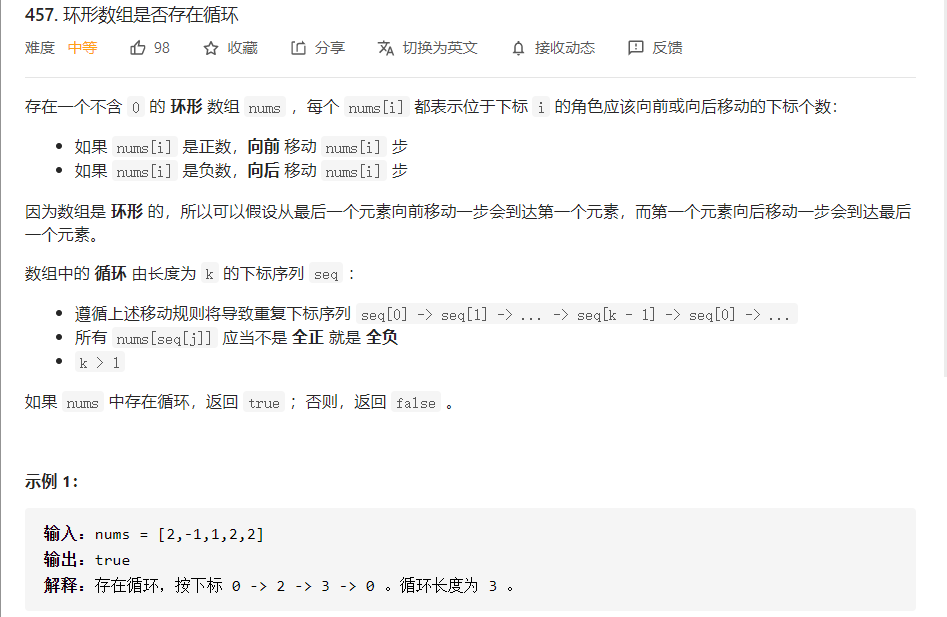 457. 环形数组是否存在循环
难度 中等 98 收藏 分享 切换为英文 接收动态 反馈
存在一个不含 0 的 环形 数组 nums ，每个 nums[i] 都表示位于下标 i 的角色应该向前或向后移动的下标个数：
如果 nums[i] 是正数，向前 移动 nums[i] 步
如果 nums[i] 是负数，向后 移动 nums[i] 步
因为数组是 环形 的，所以可以假设从最后一个元素向前移动一步会到达第一个元素，而第一个元素向后移动一步会到达最后
一个元素。
数组中的 循环 由长度为 k 的下标序列 seq ：
遵循上述移动规则将导致重复下标序列 seq[0] -> seq[1] -> ... -> seq[k - 1] -> seq[0] -> ...
所有 nums[seq[j]] 应当不是 全正 就是 全负
k > 1
如果 nums 中存在循环，返回 true ；否则，返回 false 。
示例 1：
输入：nums = [2,-1,1,2,2]
输出：true
解释：存在循环，按下标 0 -> 2 -> 3 -> 0 。循环长度为 3 。